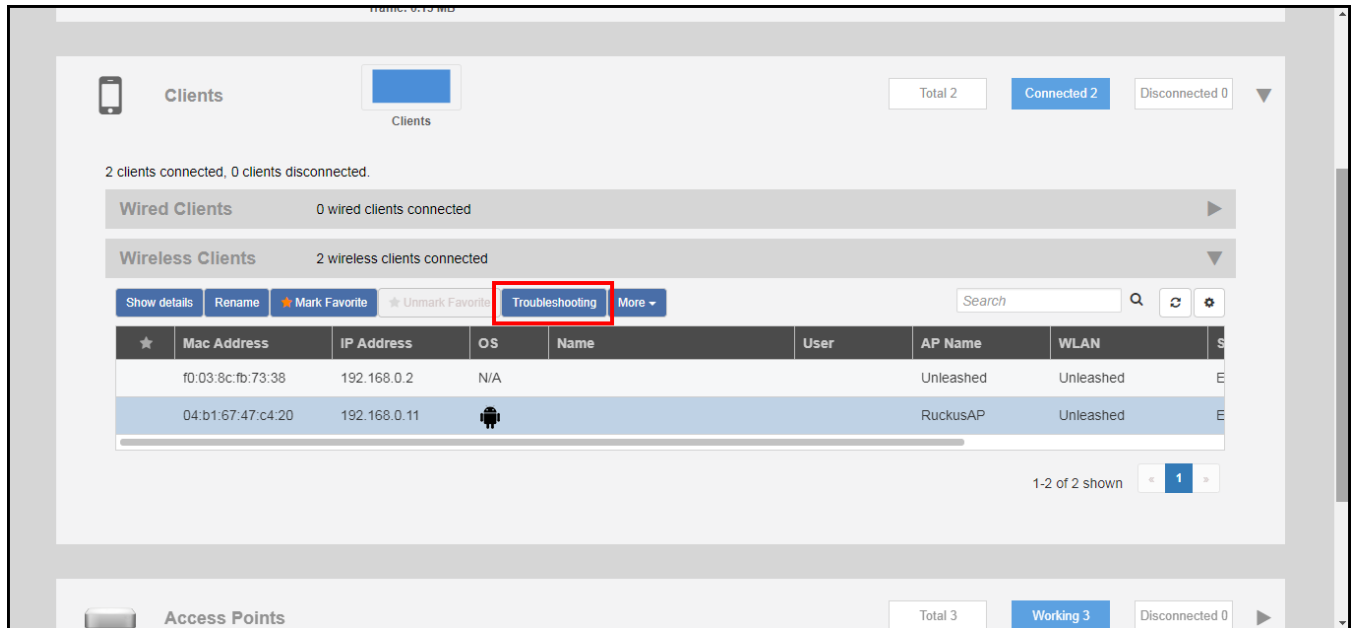 Traffic: 0.15 MB
Clients
Total 2
Connected 2
Disconnected 0
Clients
2 clients connected, 0 clients disconnected.
Wired Clients 0 wired clients connected
Wireless Clients 2 wireless clients connected
Show details Rename Mark Favorite Unmark Favorite Troubleshooting More Search
Mac Address IP Address OS Name User AP Name WLAN S
f0:03:8c:fb:73:38 192.168.0.2 N/A Unleashed Unleashed E
04:b1:67:47:c4:20 192.168.0.11 RuckusAP Unleashed E
1-2 of 2 shown « 1 »
Access Points Total 3 Working 3 Disconnected 0